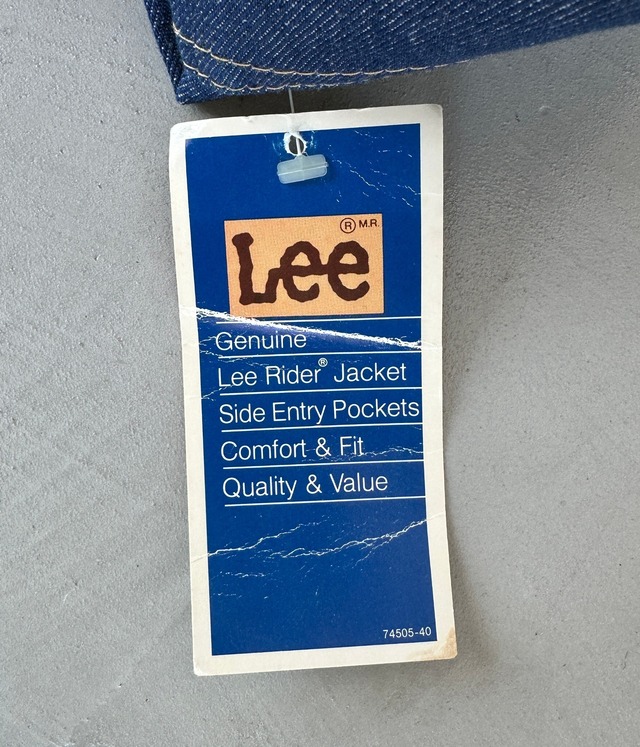 ® M.R.
Lee
Genuine
Lee Rider® Jacket
Side Entry Pockets
Comfort & Fit
Quality & Value
74505-40